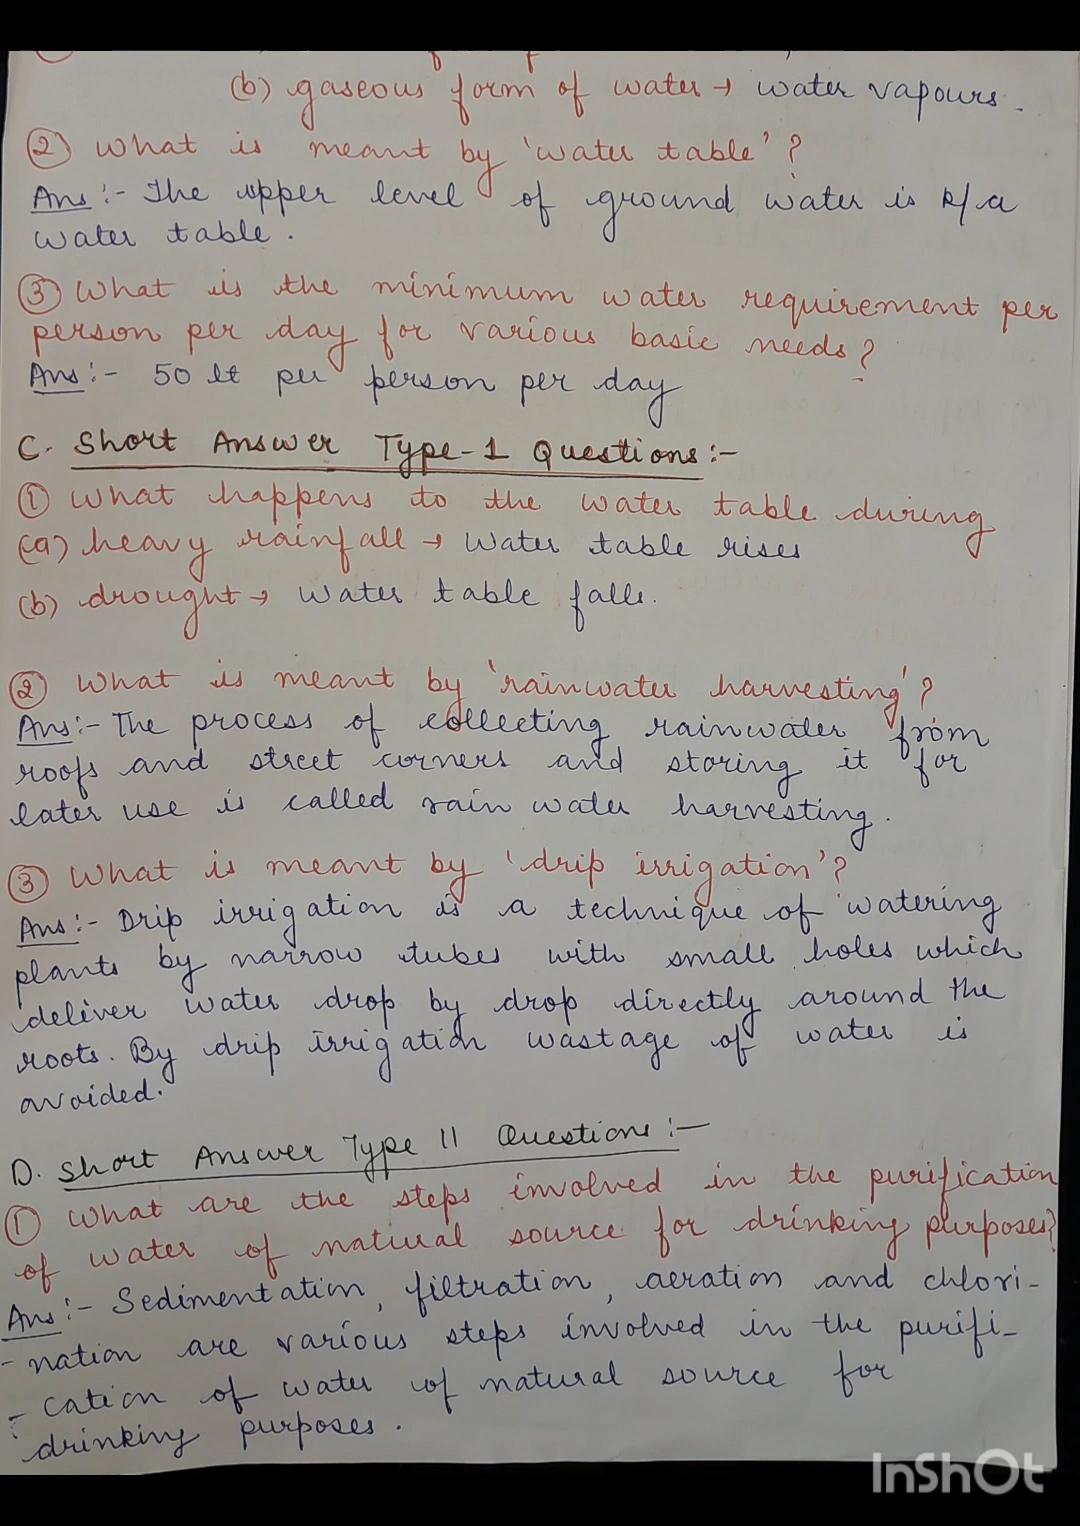 (b) gaseous form of water → water vapours.
② What is meant by 'water table'?
Ans:- The upper level of ground water is k/a
water table.
③ What is the minimum water requirement per
person per day for various basic needs?
Ans:- 50 lt per person per day
C. Short Answer Type-1 Questions:-
① What happens to the water table during
(a) heavy rainfall → Water table rises
(b) drought → Water table falls.
② What is meant by 'rainwater harvesting'?
Ans:- The process of collecting rainwater from
roofs and street corners and storing it for
later use is called rain water harvesting.
③ What is meant by 'drip irrigation'?
Ans:- Drip irrigation is a technique of watering
plants by narrow tubes with small holes which
deliver water drop by drop directly around the
roots. By drip irrigation wastage of water is
avoided.
D. Short Answer Type II Questions:-
① What are the steps involved in the purification
of water of natural source for drinking purposes?
Ans:- Sedimentation, filtration, aeration and chlori-
-nation are various steps involved in the purifi-
-cation of water of natural source for
drinking purposes.
InShOt